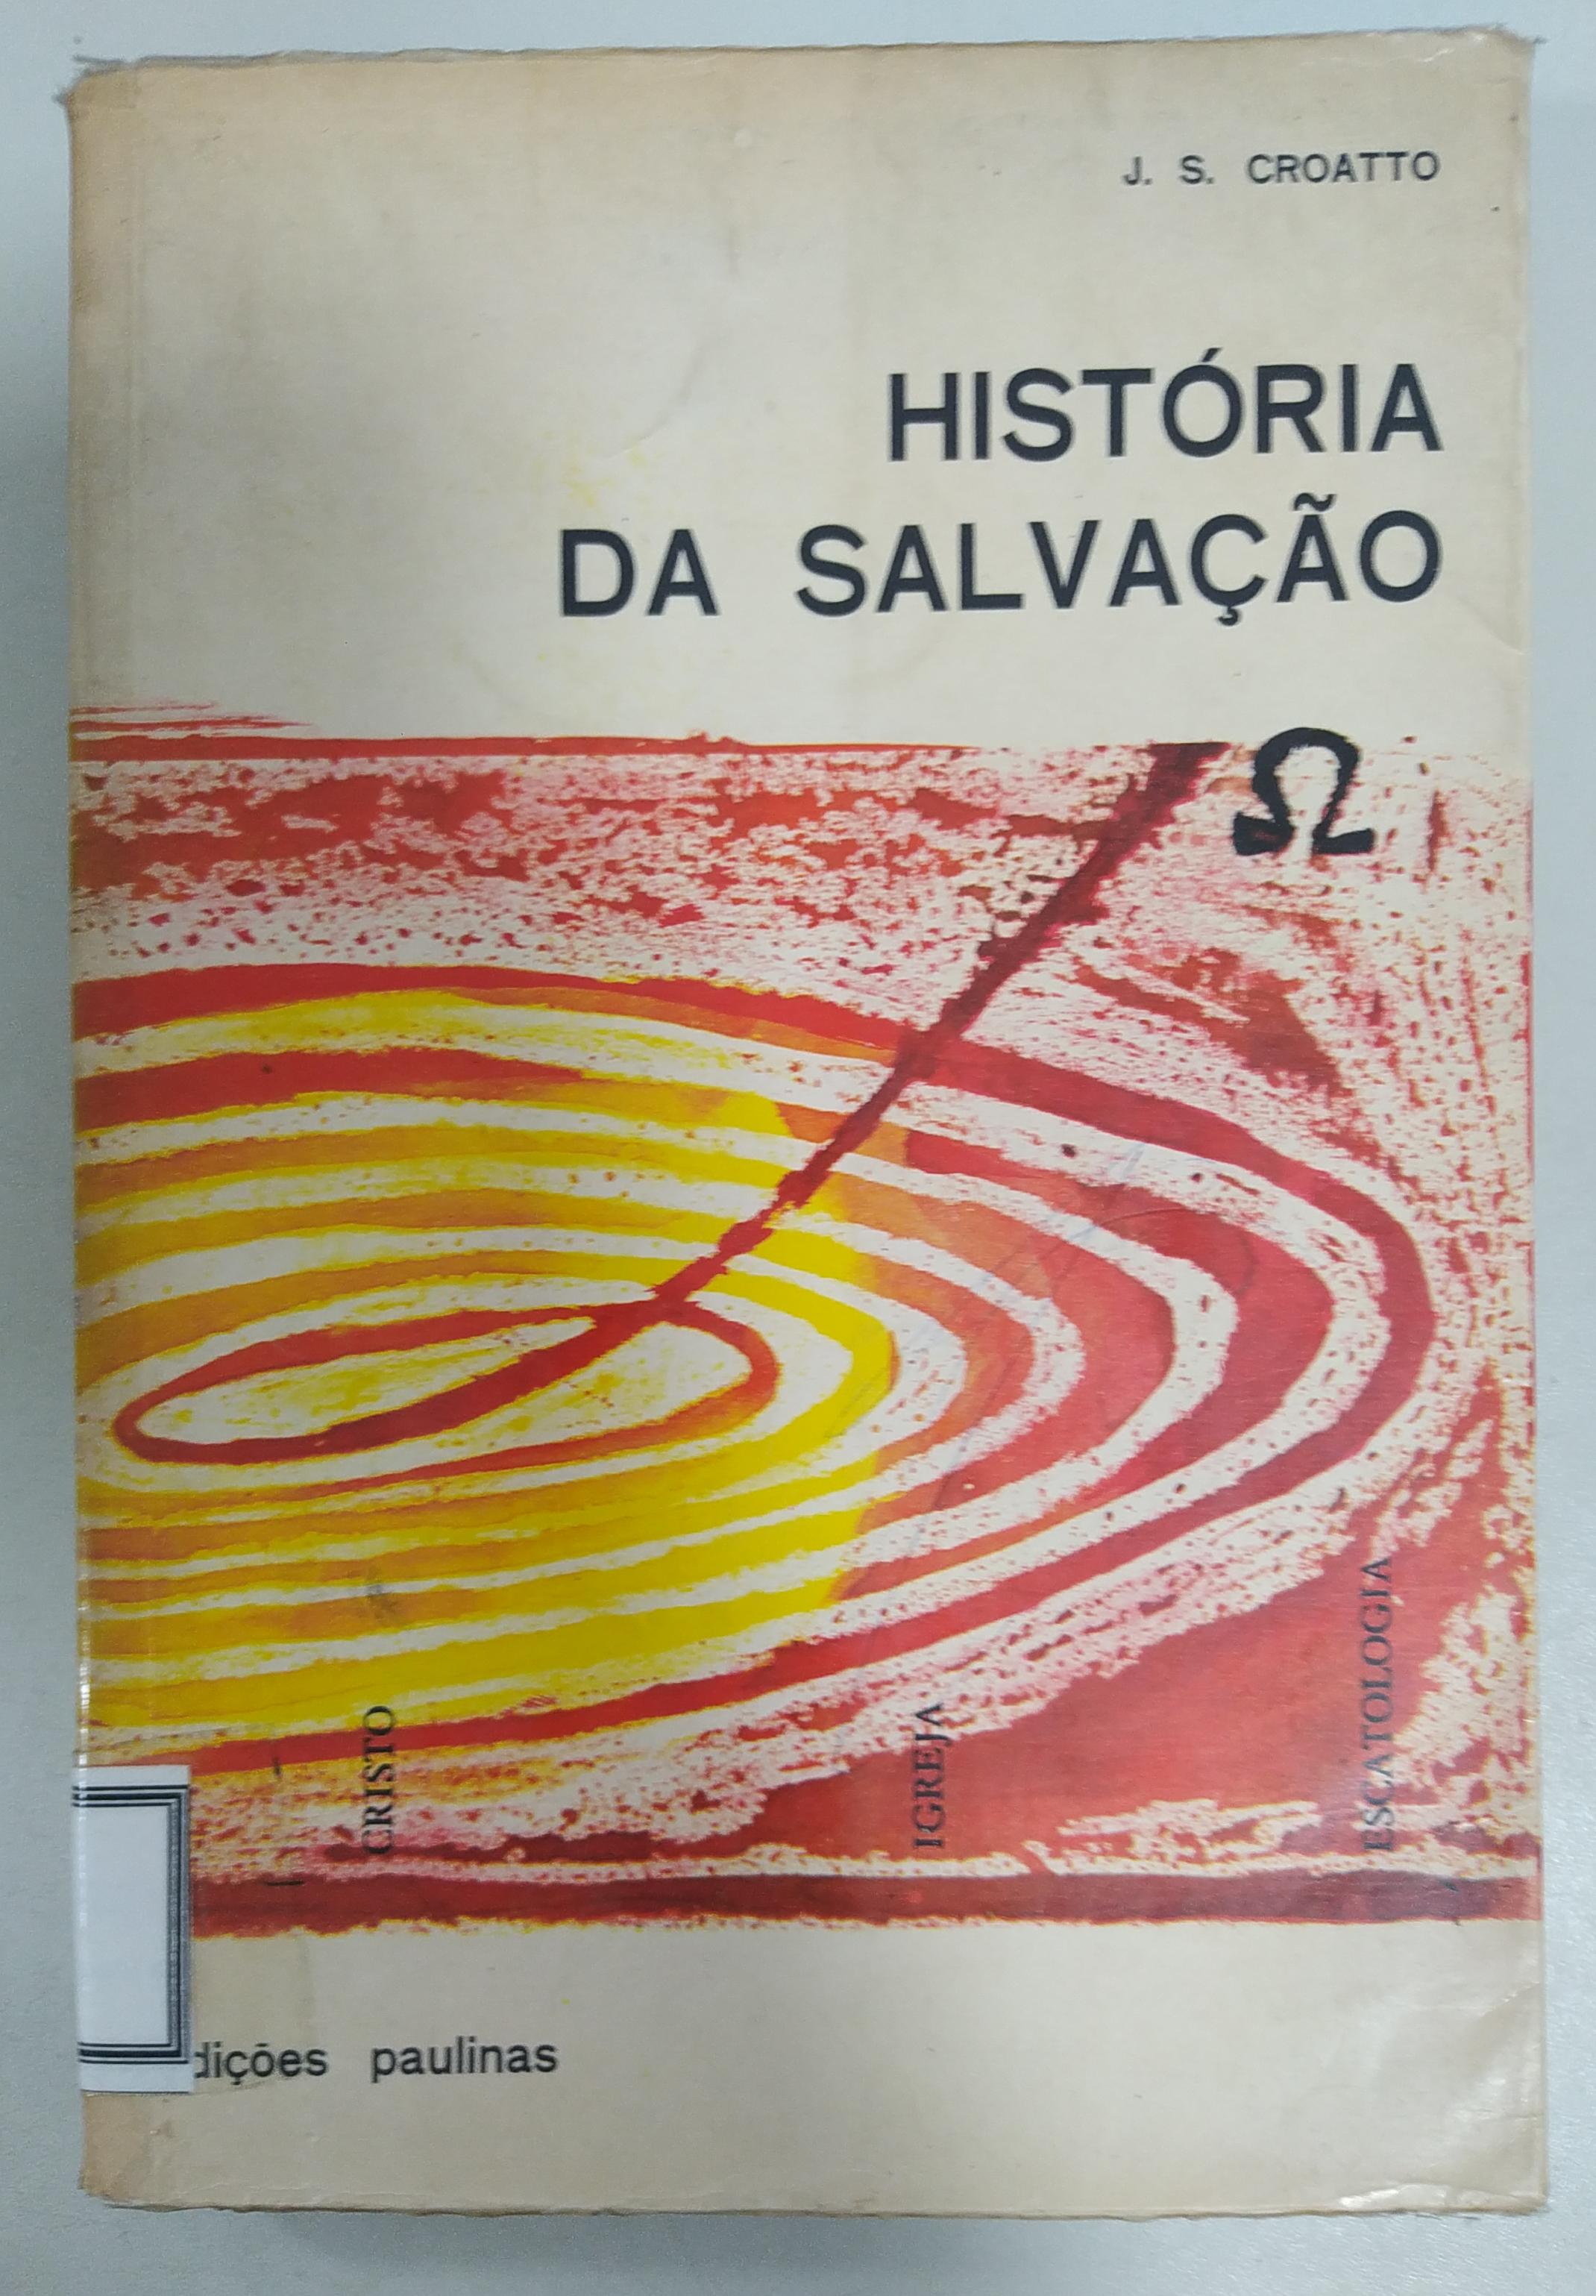 J. S. CROATTO
HISTÓRIA
DA SALVAÇÃO
Ω
CRISTO
IGREJA
ESCATOLOGIA
dições paulinas